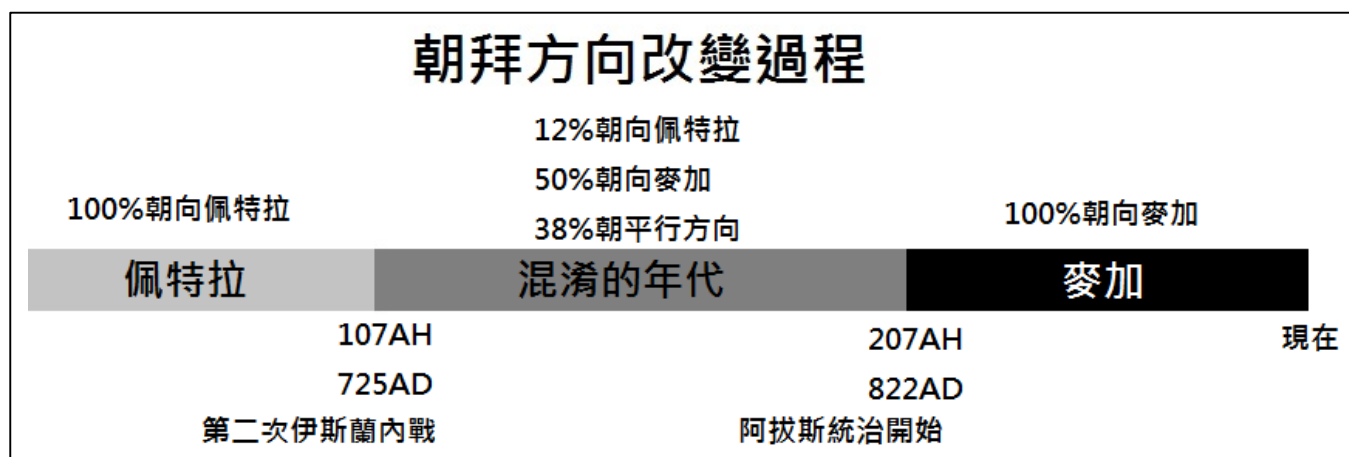 朝拜方向改變過程
12%朝向佩特拉
50%朝向麥加
38%朝平行方向
100%朝向佩特拉
100%朝向麥加
佩特拉
混淆的年代
麥加
107AH
207AH
現在
725AD
822AD
第二次伊斯蘭內戰
阿拔斯統治開始